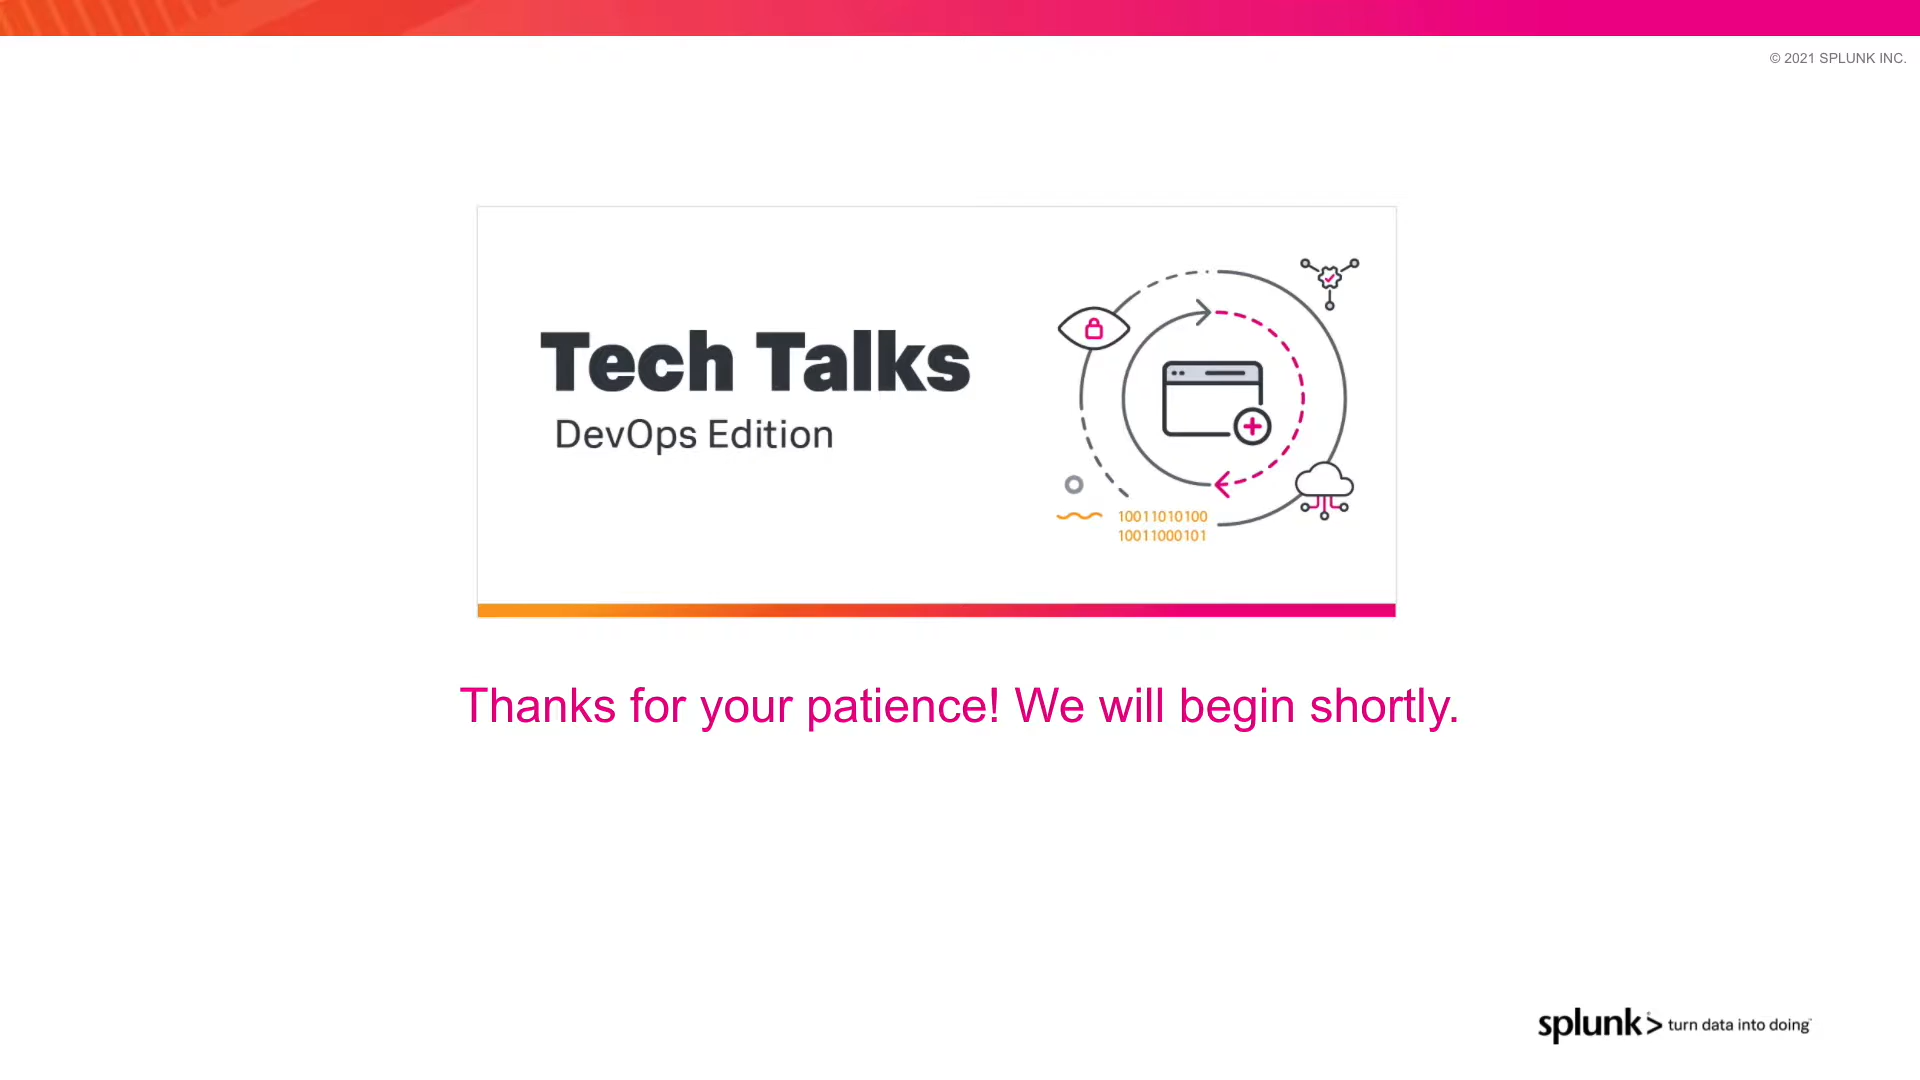 © 2021 SPLUNK INC.
Tech Talks
DevOps Edition
10011010100
10011000101
Thanks for your patience! We will begin shortly.
splunk> turn data into doing™